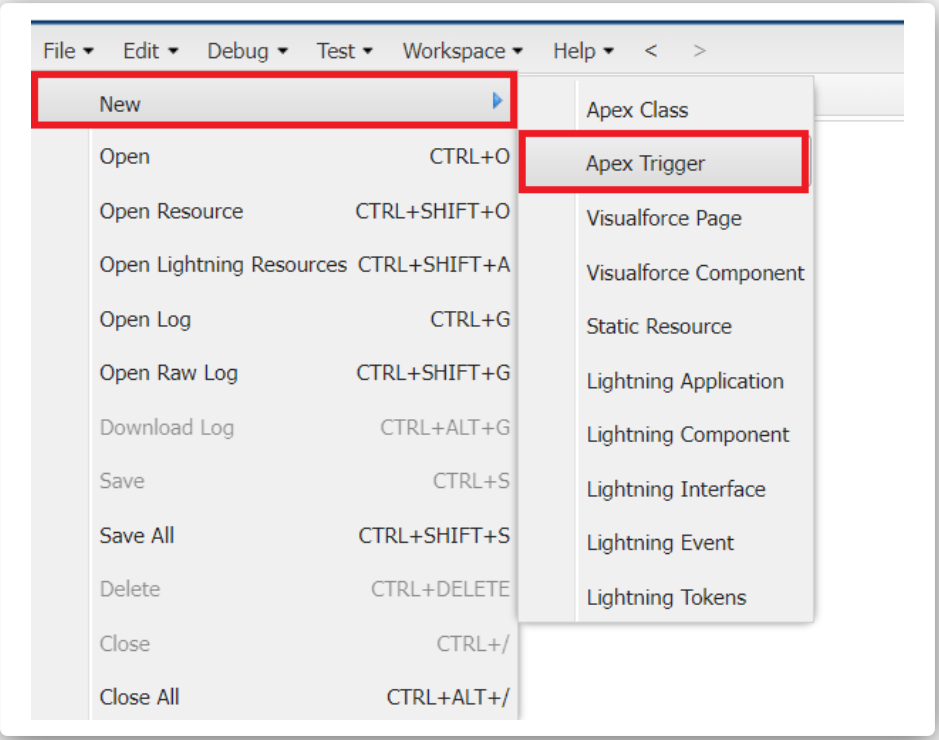 File Edit Debug Test Workspace Help < >
New
Open CTRL+O
Open Resource CTRL+SHIFT+O
Open Lightning Resources CTRL+SHIFT+A
Open Log CTRL+G
Open Raw Log CTRL+SHIFT+G
Download Log CTRL+ALT+G
Save CTRL+S
Save All CTRL+SHIFT+S
Delete CTRL+DELETE
Close CTRL+/
Close All CTRL+ALT+/
Apex Class
Apex Trigger
Visualforce Page
Visualforce Component
Static Resource
Lightning Application
Lightning Component
Lightning Interface
Lightning Event
Lightning Tokens